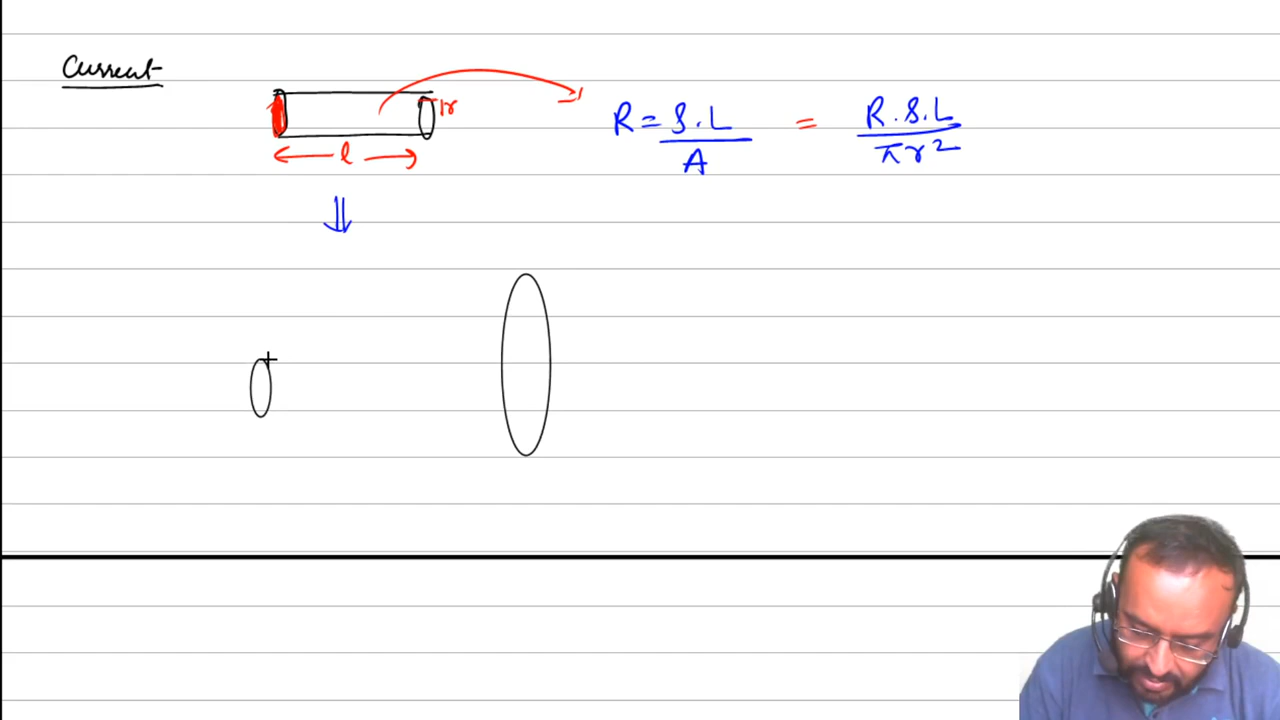 Current
r
l
R = ρ.L / A = R.ρ.L / πr²